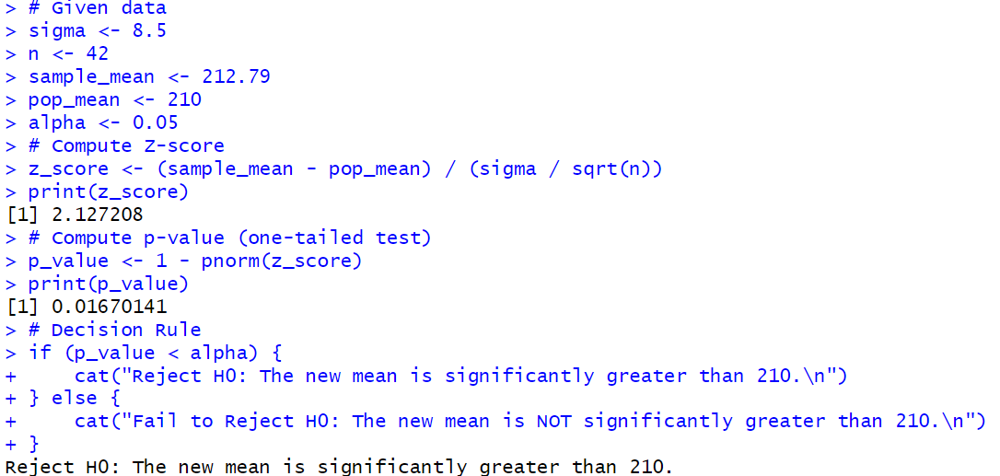 > # Given data
> sigma <- 8.5
> n <- 42
> sample_mean <- 212.79
> pop_mean <- 210
> alpha <- 0.05
> # Compute Z-score
> z_score <- (sample_mean - pop_mean) / (sigma / sqrt(n))
> print(z_score)
[1] 2.127208
> # Compute p-value (one-tailed test)
> p_value <- 1 - pnorm(z_score)
> print(p_value)
[1] 0.01670141
> # Decision Rule
> if (p_value < alpha) {
+     cat("Reject H0: The new mean is significantly greater than 210.\n")
+ } else {
+     cat("Fail to Reject H0: The new mean is NOT significantly greater than 210.\n")
+ }
Reject H0: The new mean is significantly greater than 210.